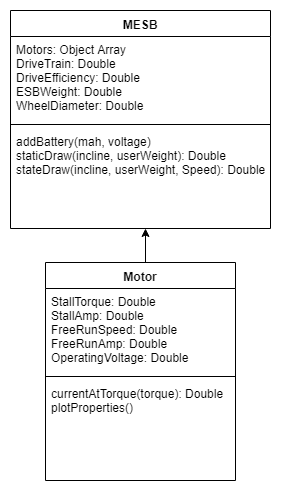 MESB
Motors: Object Array
DriveTrain: Double
DriveEfficiency: Double
ESBWeight: Double
WheelDiameter: Double
addBattery(mah, voltage)
staticDraw(incline, userWeight): Double
stateDraw(incline, userWeight, Speed): Double
Motor
StallTorque: Double
StallAmp: Double
FreeRunSpeed: Double
FreeRunAmp: Double
OperatingVoltage: Double
currentAtTorque(torque): Double
plotProperties()